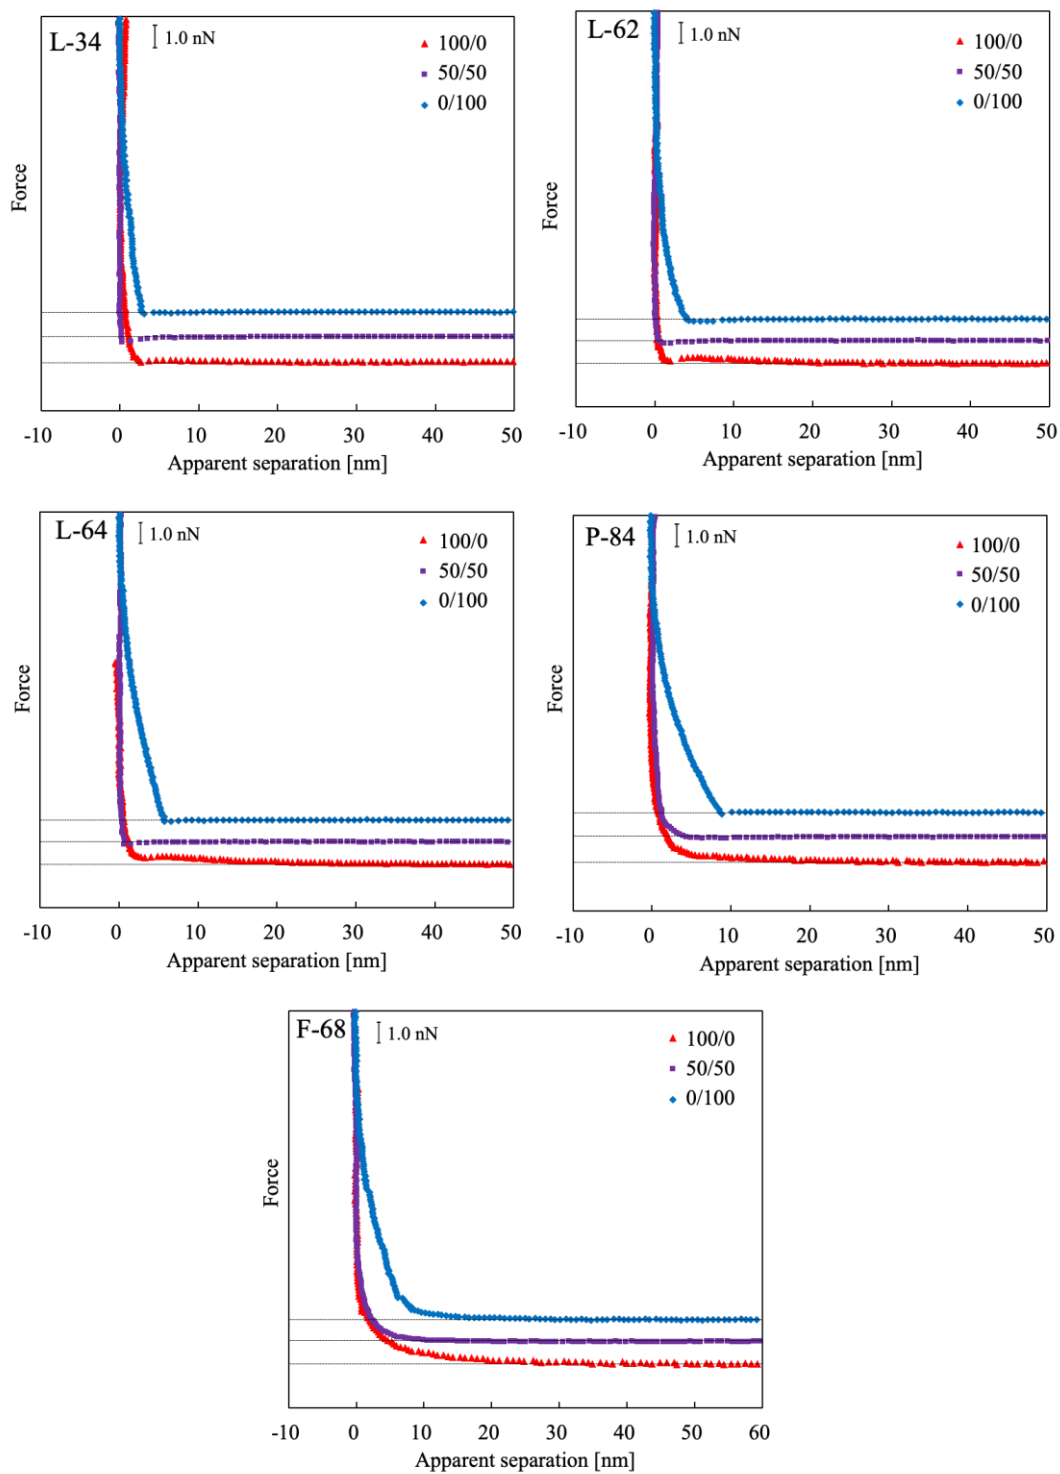 L-34
1.0 nN
100/0
50/50
0/100
Force
-10 0 10 20 30 40 50
Apparent separation [nm]
L-62
1.0 nN
100/0
50/50
0/100
Force
-10 0 10 20 30 40 50
Apparent separation [nm]
L-64
1.0 nN
100/0
50/50
0/100
Force
-10 0 10 20 30 40 50
Apparent separation [nm]
P-84
1.0 nN
100/0
50/50
0/100
Force
-10 0 10 20 30 40 50
Apparent separation [nm]
F-68
1.0 nN
100/0
50/50
0/100
Force
-10 0 10 20 30 40 50 60
Apparent separation [nm]